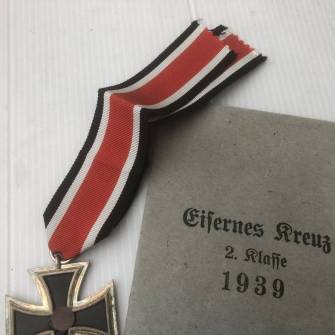 Eisernes Kreuz
2. Klasse
1939